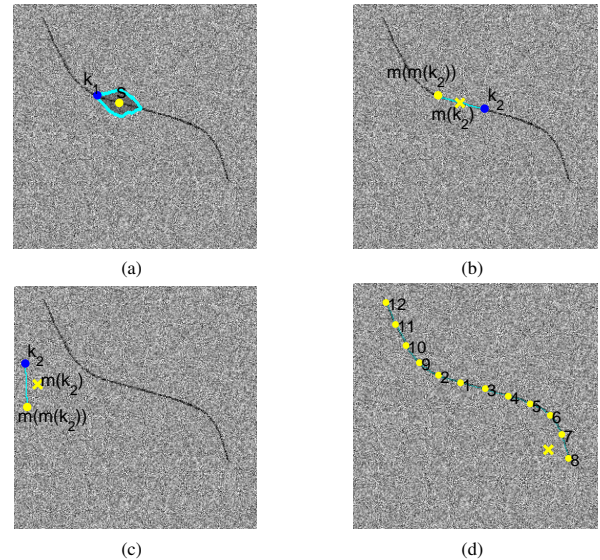 k₁
S
(a)
m(m(k₂))
k₂
m(k₂)
(b)
k₂
m(k₂)
m(m(k₂))
(c)
12
11
10
9
2
1
3
4
5
6
7
8
(d)